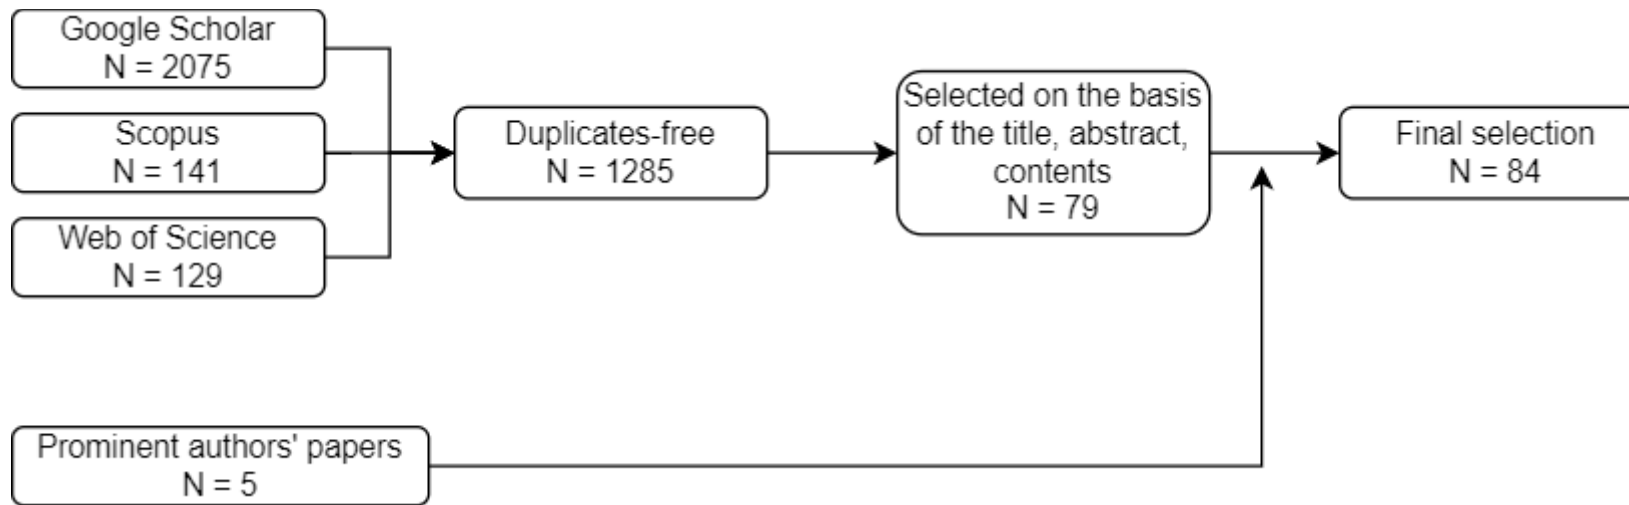 Google Scholar
N = 2075
Scopus
N = 141
Web of Science
N = 129
Duplicates-free
N = 1285
Selected on the basis
of the title, abstract,
contents
N = 79
Final selection
N = 84
Prominent authors' papers
N = 5